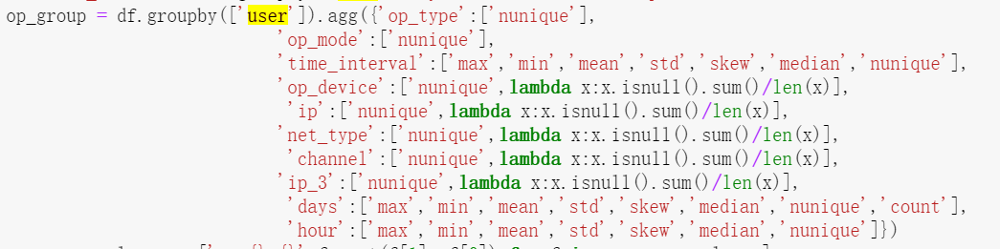 op_group = df.groupby(['user']).agg({'op_type':['nunique'],
'op_mode':['nunique'],
'time_interval':['max','min','mean','std','skew','median','nunique'],
'op_device':['nunique',lambda x:x.isnull().sum()/len(x)],
'ip':['nunique',lambda x:x.isnull().sum()/len(x)],
'net_type':['nunique',lambda x:x.isnull().sum()/len(x)],
'channel':['nunique',lambda x:x.isnull().sum()/len(x)],
'ip_3':['nunique',lambda x:x.isnull().sum()/len(x)],
'days':['max','min','mean','std','skew','median','nunique','count'],
'hour':['max','min','mean','std','skew','median','nunique']})